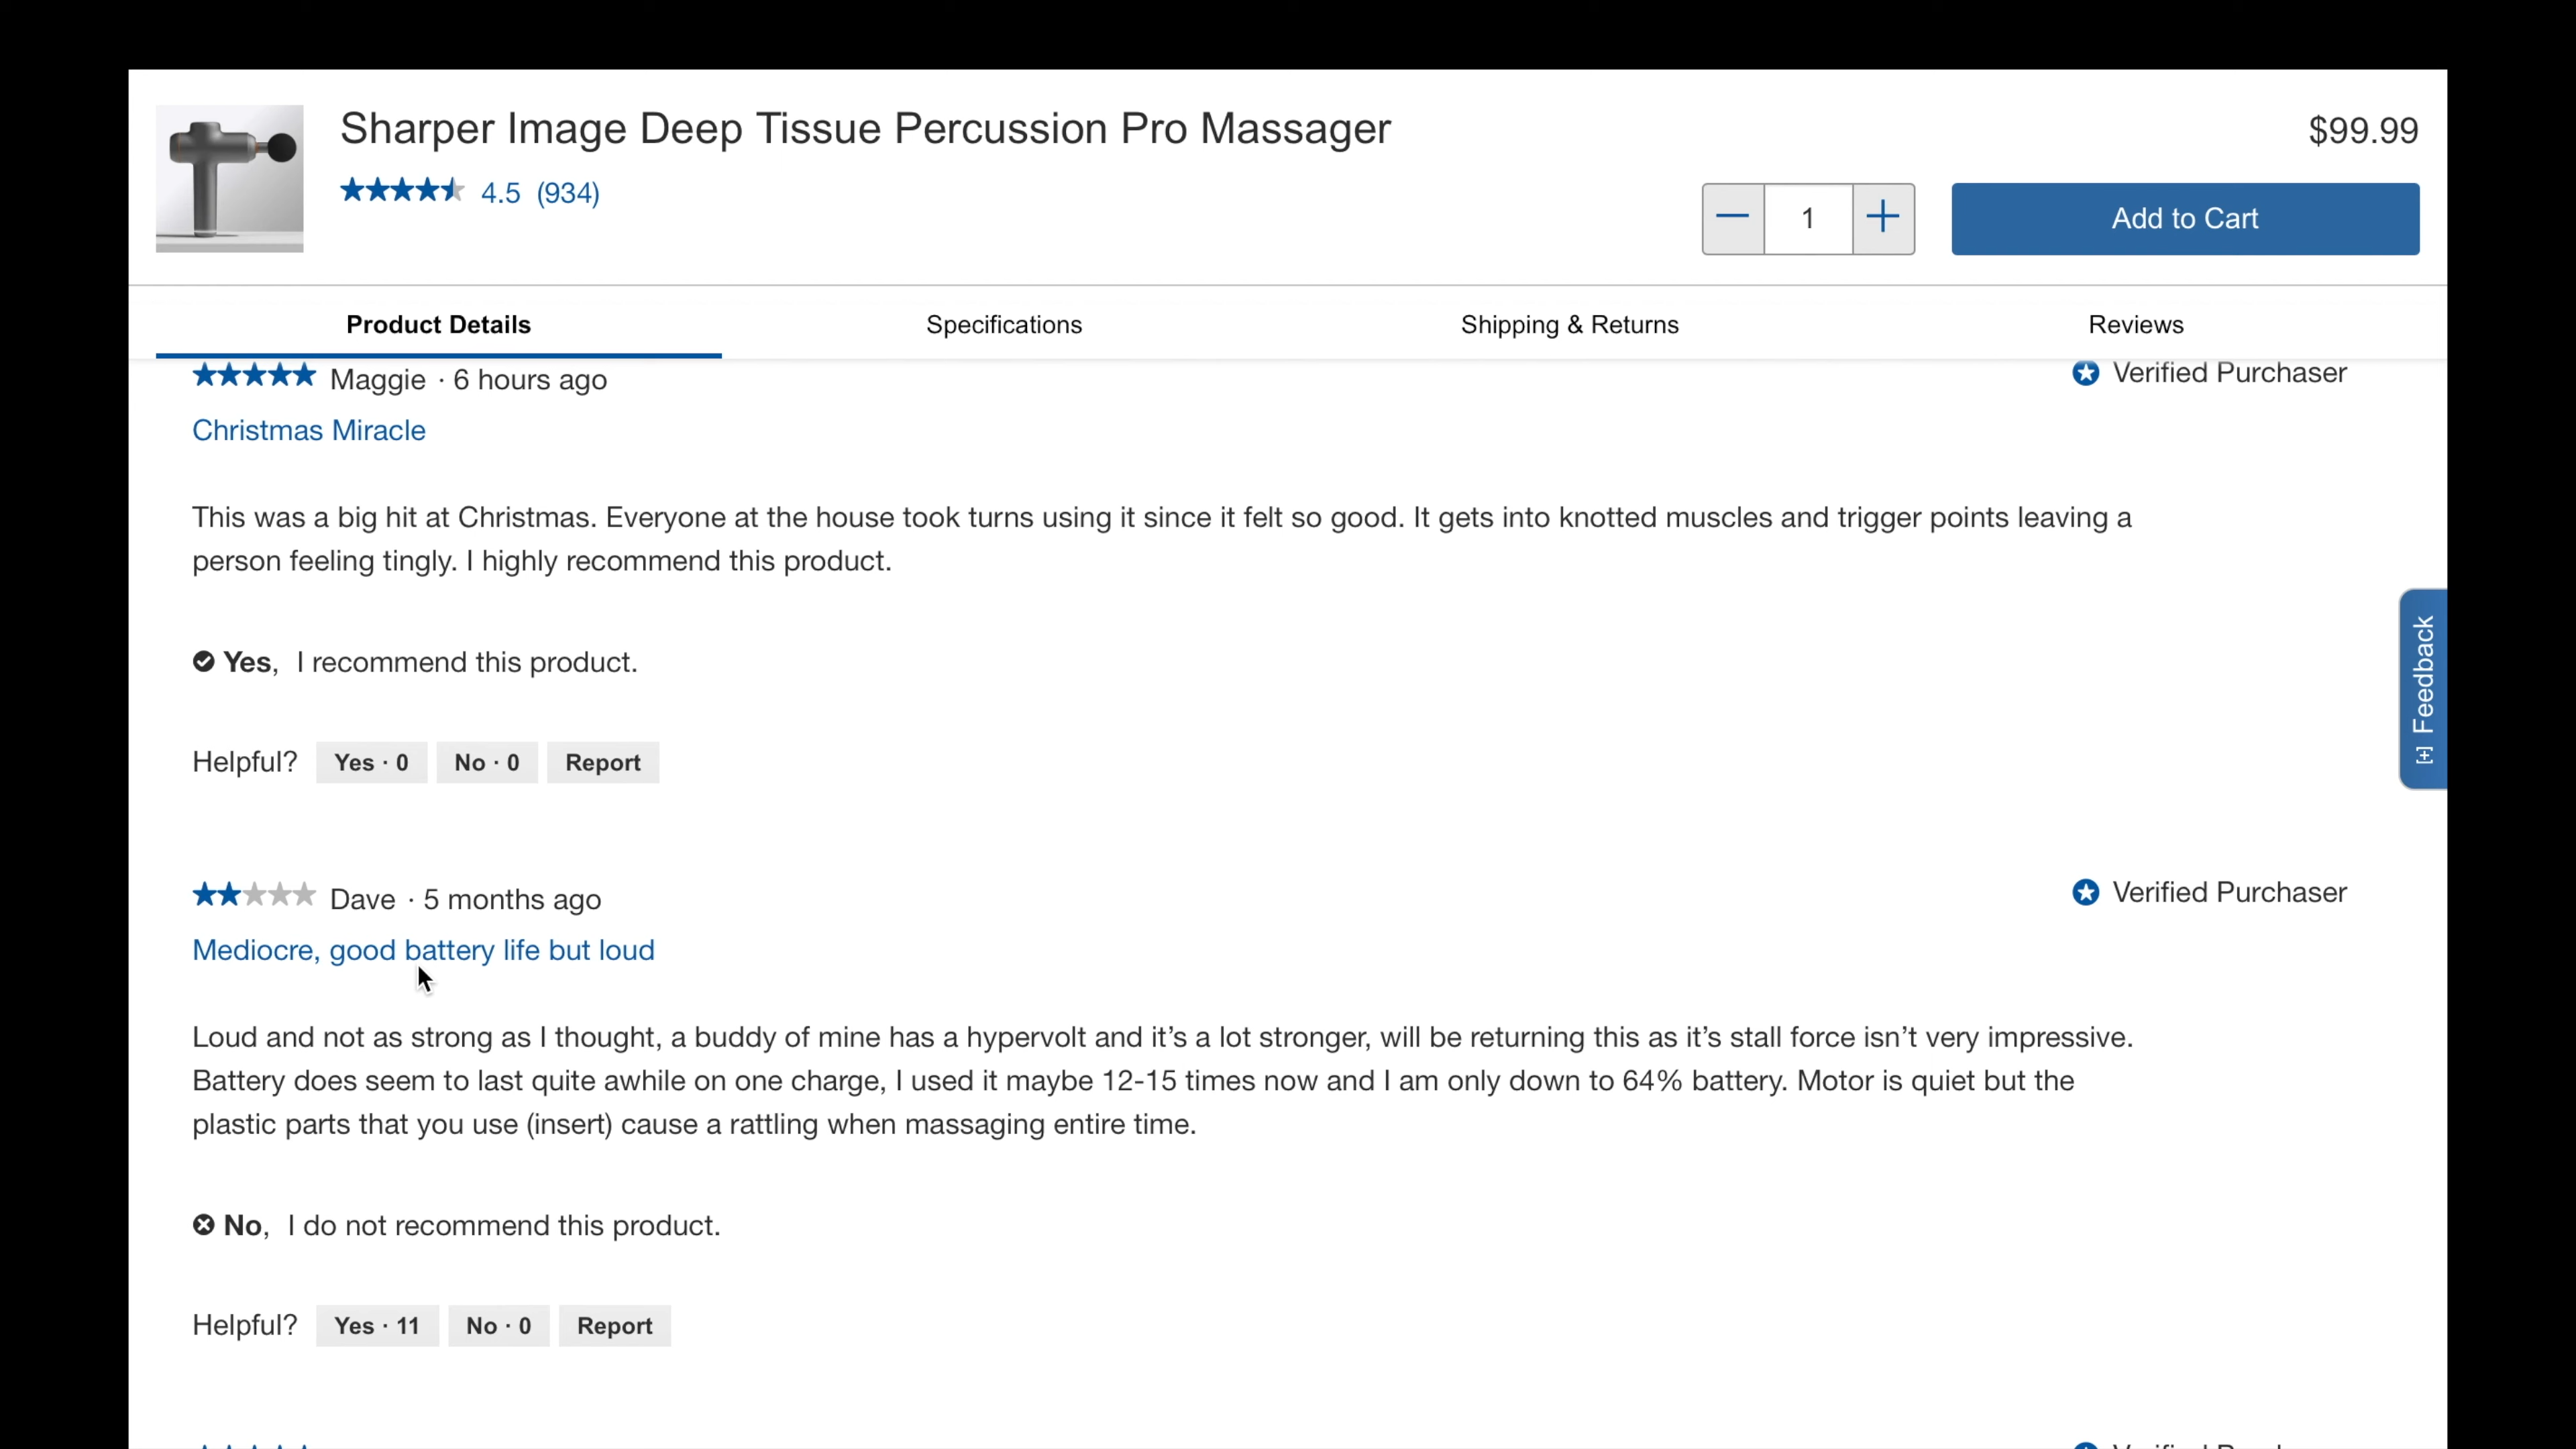 Sharper Image Deep Tissue Percussion Pro Massager
$99.99
4.5 (934)
1
Add to Cart
Product Details
Specifications
Shipping & Returns
Reviews
Maggie · 6 hours ago
Verified Purchaser
Christmas Miracle
This was a big hit at Christmas. Everyone at the house took turns using it since it felt so good. It gets into knotted muscles and trigger points leaving a
person feeling tingly. I highly recommend this product.
Yes, I recommend this product.
Helpful? Yes · 0 No · 0 Report
[+] Feedback
Dave · 5 months ago
Verified Purchaser
Mediocre, good battery life but loud
Loud and not as strong as I thought, a buddy of mine has a hypervolt and it’s a lot stronger, will be returning this as it’s stall force isn’t very impressive.
Battery does seem to last quite awhile on one charge, I used it maybe 12-15 times now and I am only down to 64% battery. Motor is quiet but the
plastic parts that you use (insert) cause a rattling when massaging entire time.
No, I do not recommend this product.
Helpful? Yes · 11 No · 0 Report